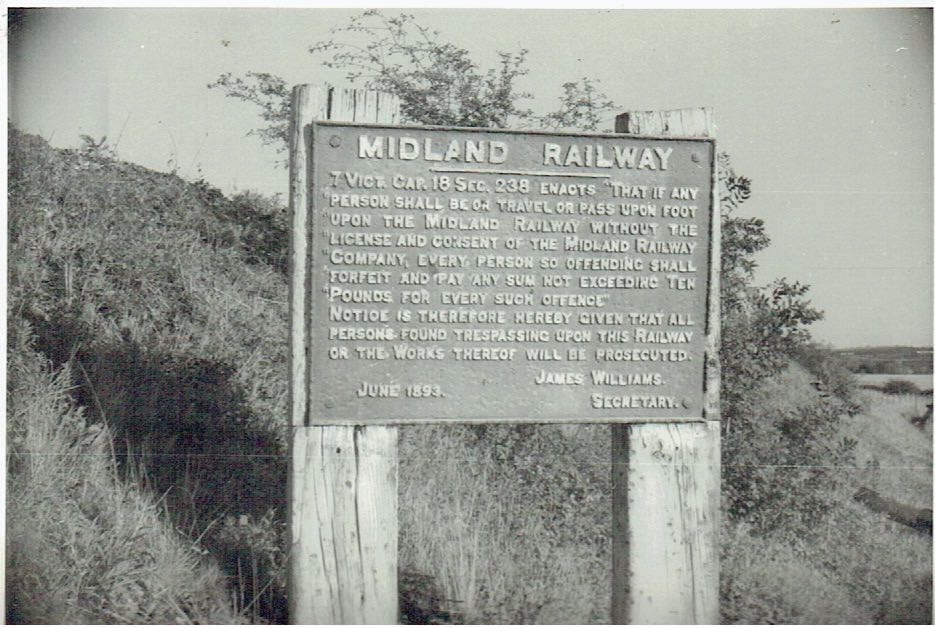 MIDLAND RAILWAY
7 VICT. CAP. 18 SEC. 238 ENACTS "THAT IF ANY
"PERSON SHALL BE OR TRAVEL OR PASS UPON FOOT
"UPON THE MIDLAND RAILWAY WITHOUT THE
"LICENSE AND CONSENT OF THE MIDLAND RAILWAY
"COMPANY, EVERY PERSON SO OFFENDING SHALL
"FORFEIT AND PAY ANY SUM NOT EXCEEDING TEN
"POUNDS FOR EVERY SUCH OFFENCE"
NOTICE IS THEREFORE HEREBY GIVEN THAT ALL
PERSONS FOUND TRESPASSING UPON THIS RAILWAY
OR THE WORKS THEREOF WILL BE PROSECUTED.
JAMES WILLIAMS.
JUNE 1893. SECRETARY.